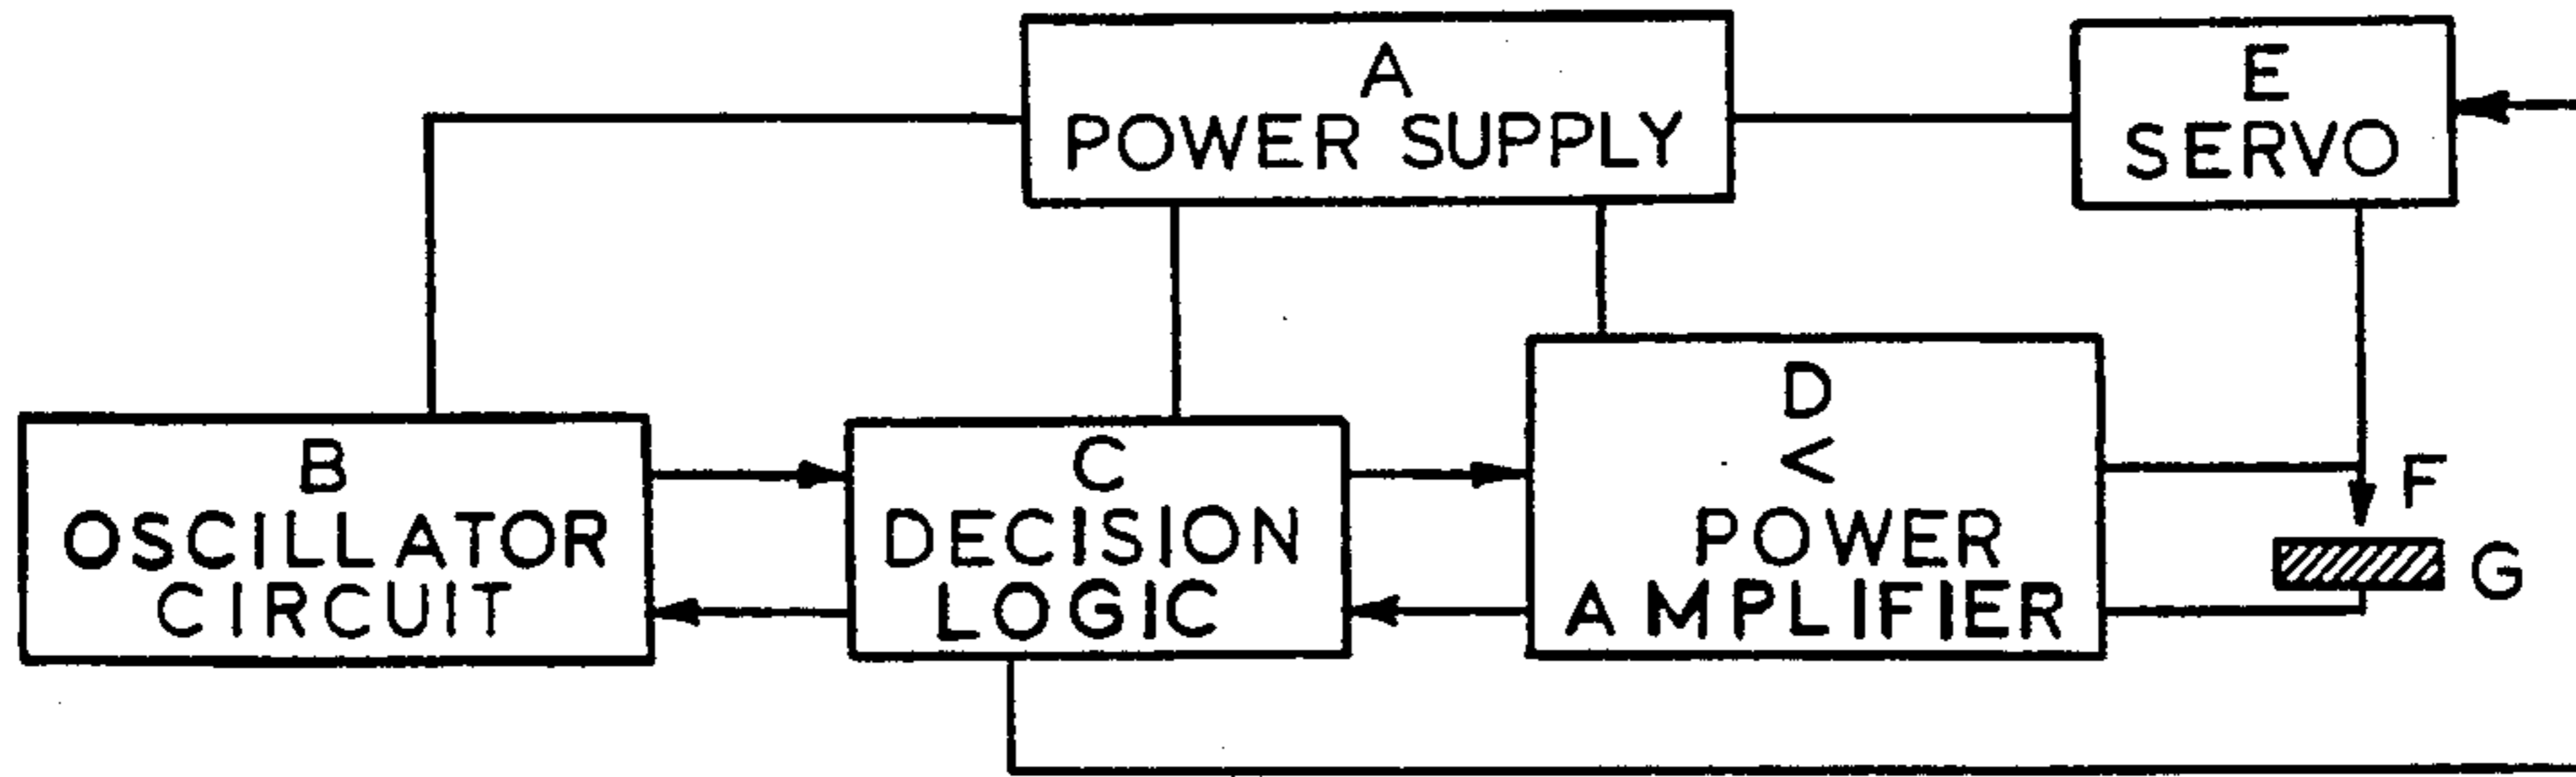 A
POWER SUPPLY
E
SERVO
B
OSCILLATOR
CIRCUIT
C
DECISION
LOGIC
D
<
POWER
AMPLIFIER
F
G